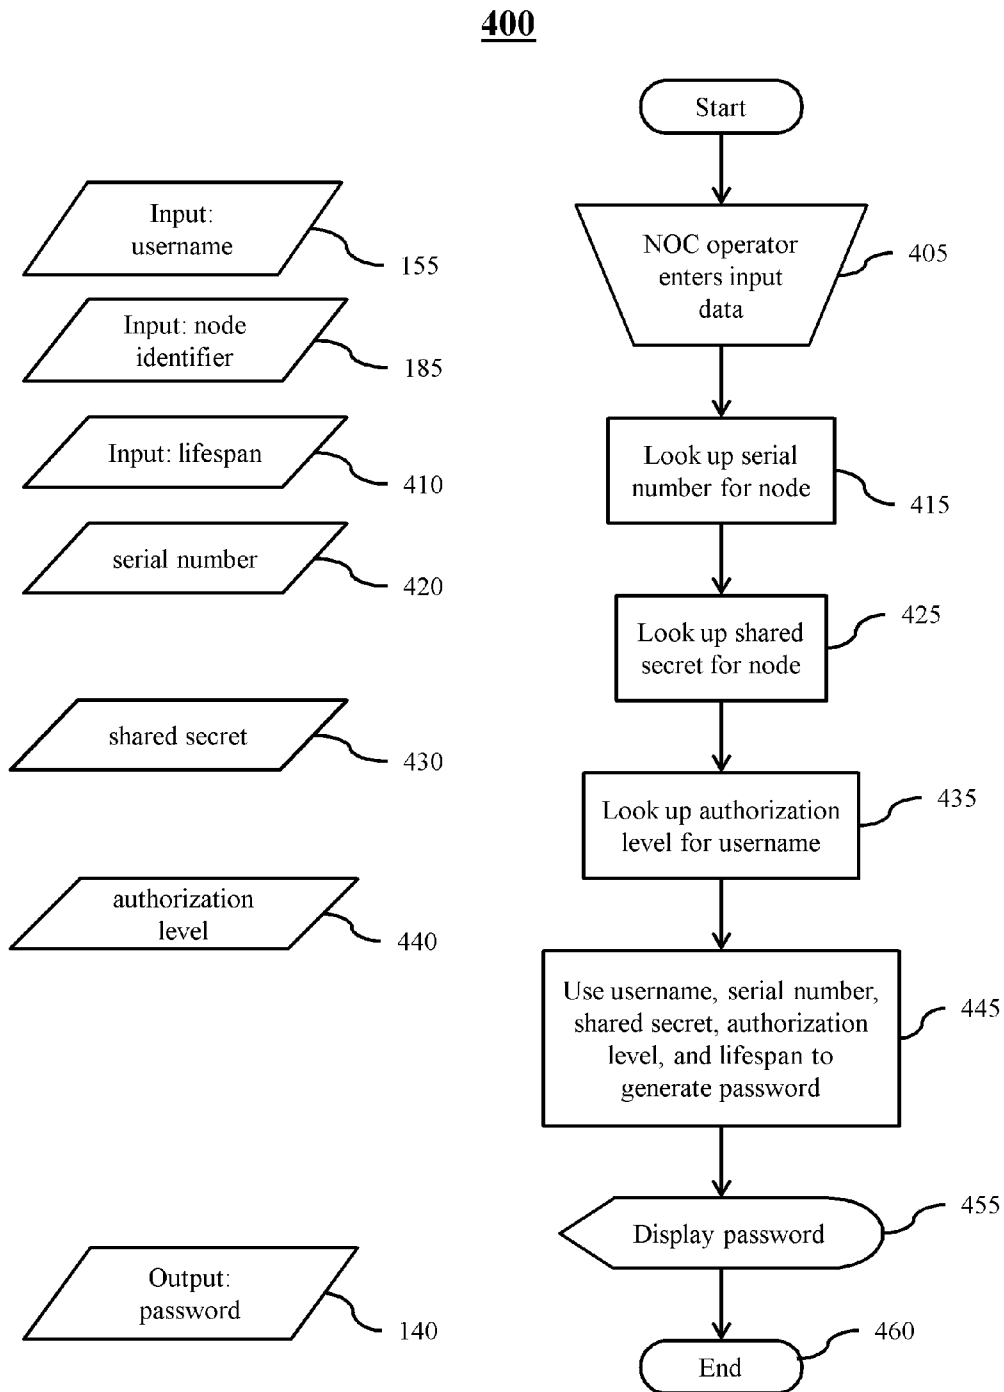 400
Start
Input:
username
155
NOC operator
enters input
data
405
Input: node
identifier
185
Input: lifespan
410
Look up serial
number for node
415
serial number
420
Look up shared
secret for node
425
shared secret
430
Look up authorization
level for username
435
authorization
level
440
Use username, serial number,
shared secret, authorization
level, and lifespan to
generate password
445
Display password
455
Output:
password
140
End
460